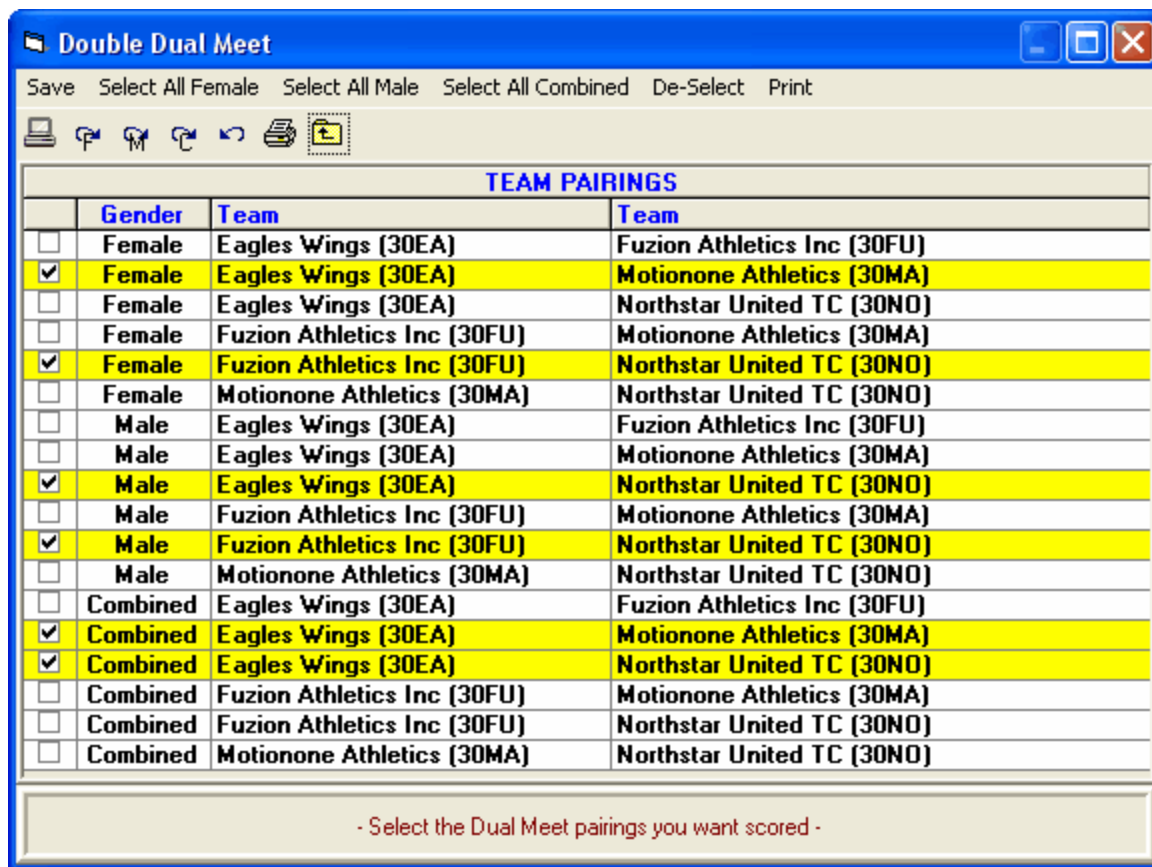 Double Dual Meet
Save Select All Female Select All Male Select All Combined De-Select Print
F M C
TEAM PAIRINGS
Gender Team Team
Female Eagles Wings (30EA) Fuzion Athletics Inc (30FU)
Female Eagles Wings (30EA) Motionone Athletics (30MA)
Female Eagles Wings (30EA) Northstar United TC (30NO)
Female Fuzion Athletics Inc (30FU) Motionone Athletics (30MA)
Female Fuzion Athletics Inc (30FU) Northstar United TC (30NO)
Female Motionone Athletics (30MA) Northstar United TC (30NO)
Male Eagles Wings (30EA) Fuzion Athletics Inc (30FU)
Male Eagles Wings (30EA) Motionone Athletics (30MA)
Male Eagles Wings (30EA) Northstar United TC (30NO)
Male Fuzion Athletics Inc (30FU) Motionone Athletics (30MA)
Male Fuzion Athletics Inc (30FU) Northstar United TC (30NO)
Male Motionone Athletics (30MA) Northstar United TC (30NO)
Combined Eagles Wings (30EA) Fuzion Athletics Inc (30FU)
Combined Eagles Wings (30EA) Motionone Athletics (30MA)
Combined Eagles Wings (30EA) Northstar United TC (30NO)
Combined Fuzion Athletics Inc (30FU) Motionone Athletics (30MA)
Combined Fuzion Athletics Inc (30FU) Northstar United TC (30NO)
Combined Motionone Athletics (30MA) Northstar United TC (30NO)
- Select the Dual Meet pairings you want scored -